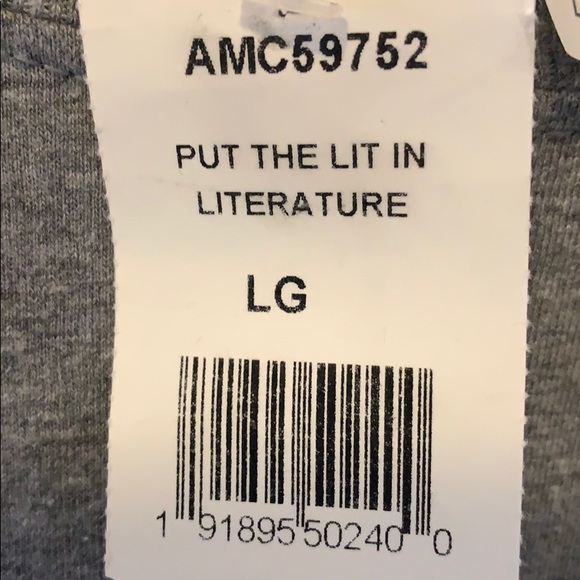 AMC59752
PUT THE LIT IN
LITERATURE
LG
1 91895 50240 0